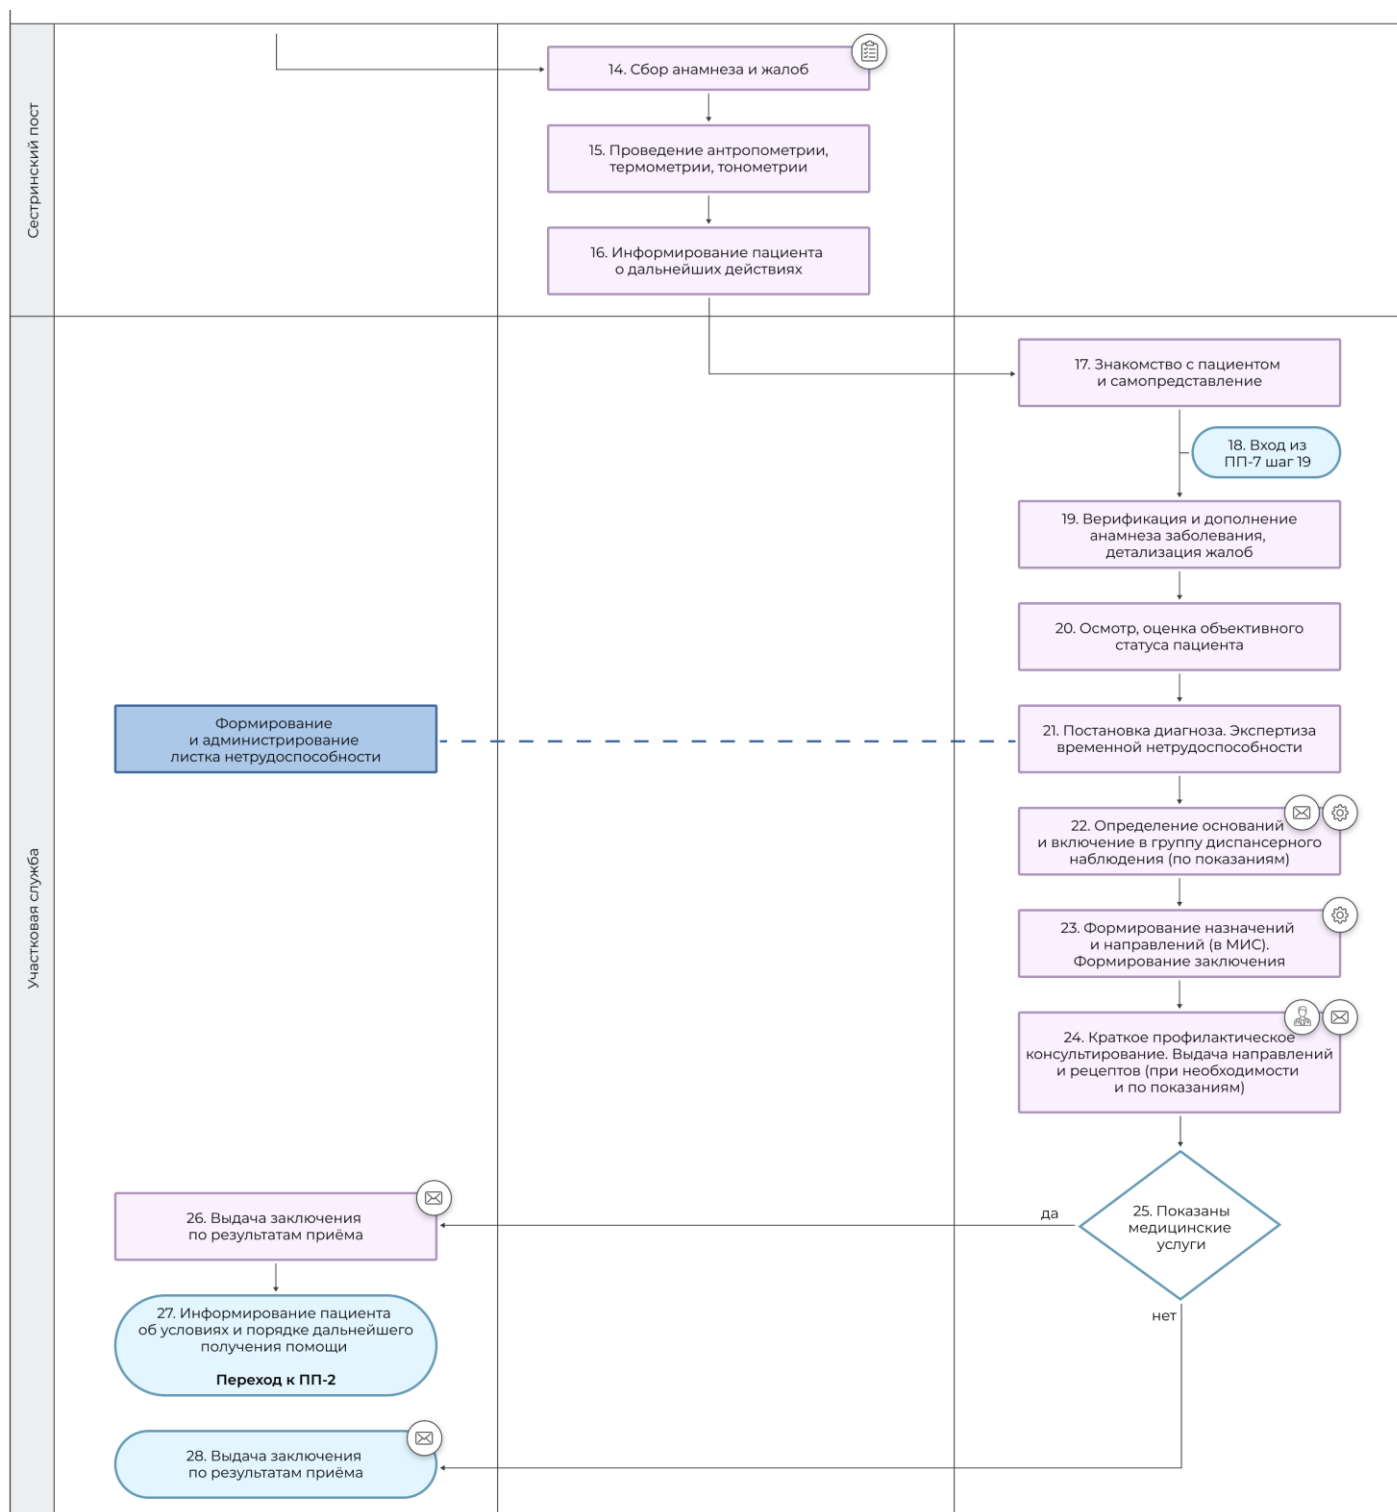 Сестринский пост
14. Сбор анамнеза и жалоб
15. Проведение антропометрии,
термометрии, тонометрии
16. Информирование пациента
о дальнейших действиях
Участковая служба
17. Знакомство с пациентом
и самопредставление
18. Вход из
ПП-7 шаг 19
19. Верификация и дополнение
анамнеза заболевания,
детализация жалоб
20. Осмотр, оценка объективного
статуса пациента
Формирование
и администрирование
листка нетрудоспособности
21. Постановка диагноза. Экспертиза
временной нетрудоспособности
22. Определение оснований
и включение в группу диспансерного
наблюдения (по показаниям)
23. Формирование назначений
и направлений (в МИС).
Формирование заключения
24. Краткое профилактическое
консультирование. Выдача направлений
и рецептов (при необходимости
и по показаниям)
25. Показаны
медицинские
услуги
да
нет
26. Выдача заключения
по результатам приёма
27. Информирование пациента
об условиях и порядке дальнейшего
получения помощи
Переход к ПП-2
28. Выдача заключения
по результатам приёма